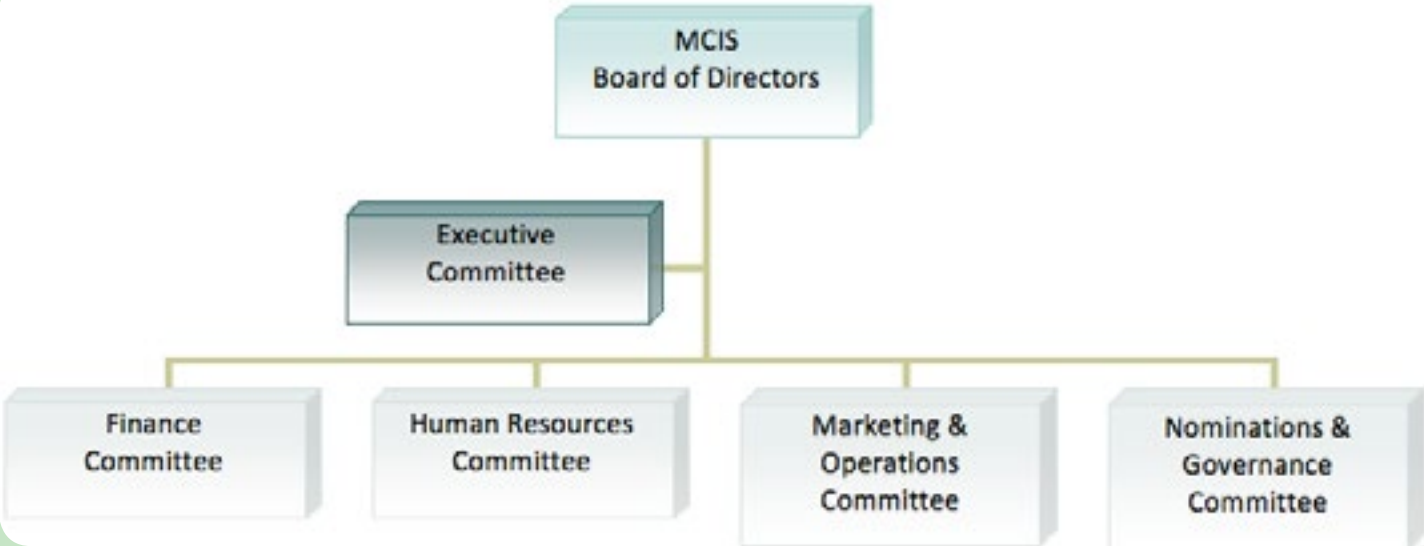 MCIS
Board of Directors
Executive
Committee
Finance
Committee
Human Resources
Committee
Marketing &
Operations
Committee
Nominations &
Governance
Committee